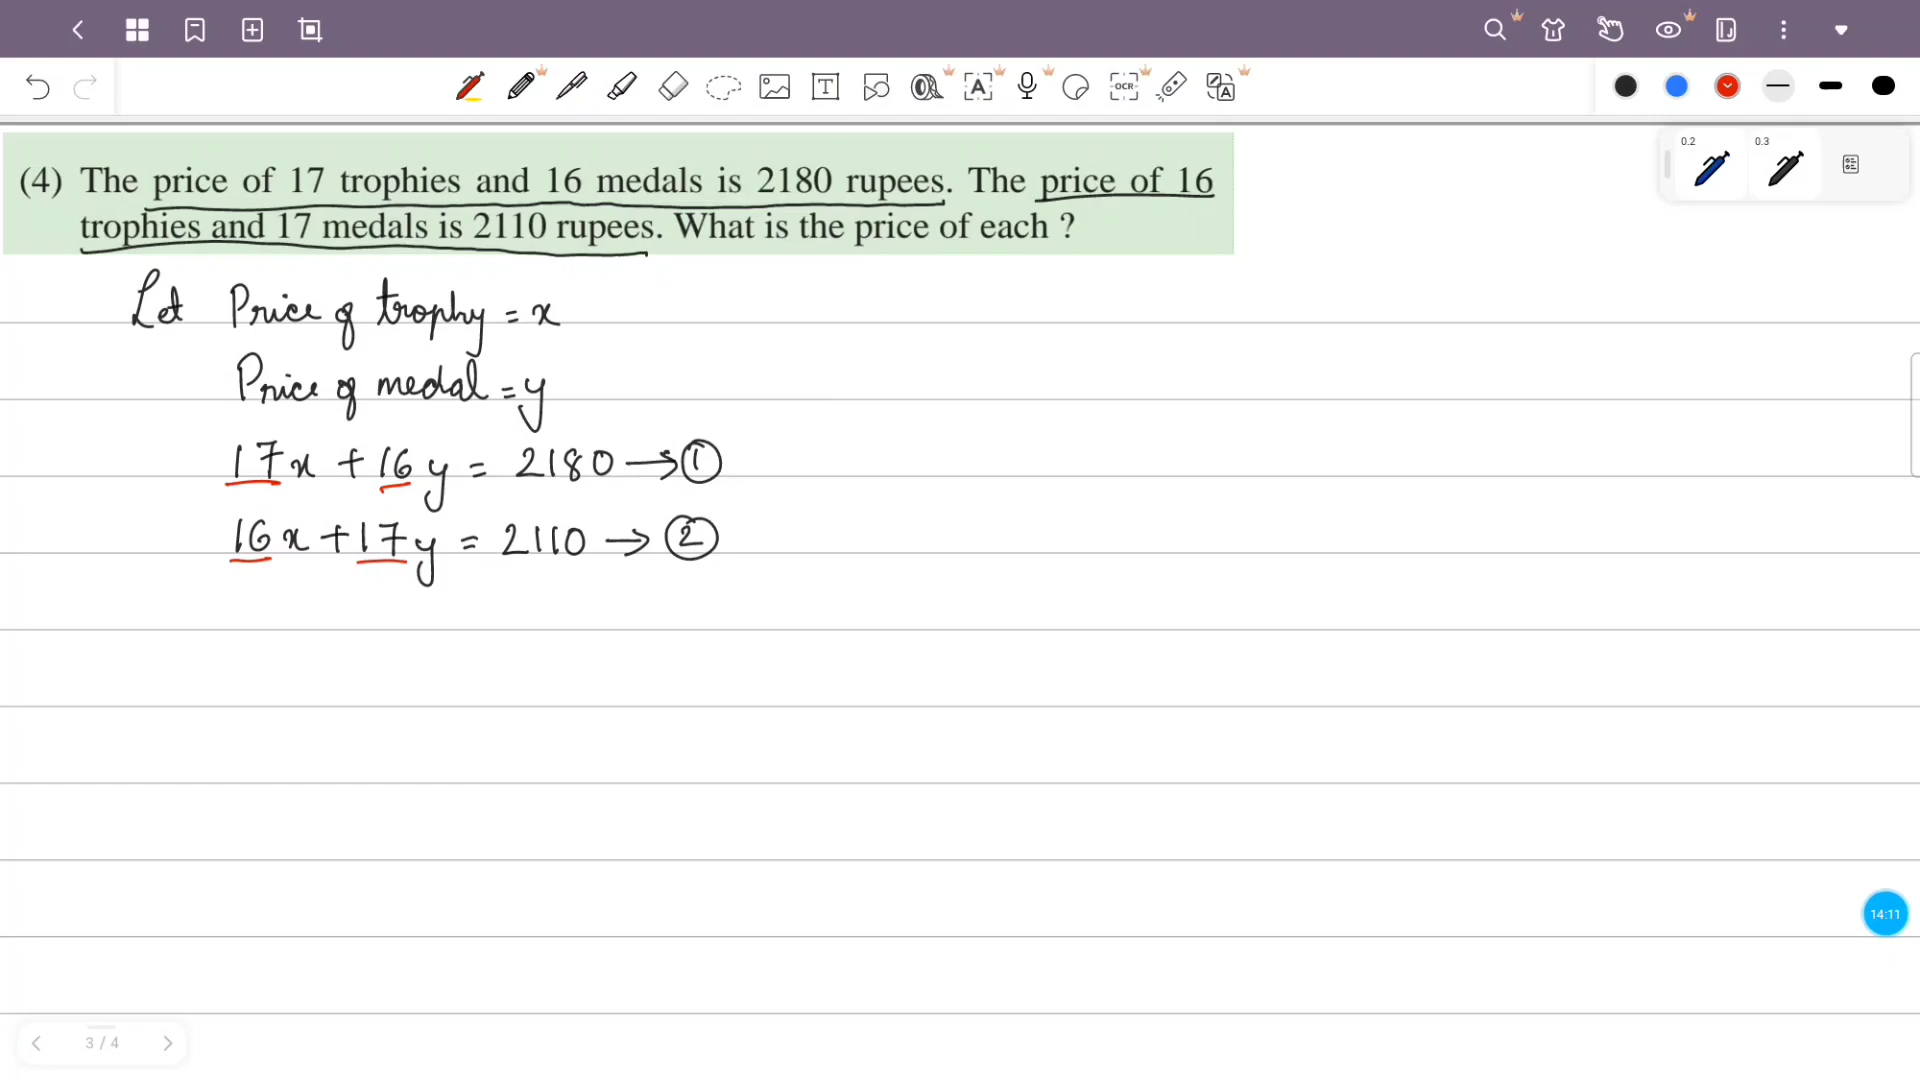 OCR
0.2
0.3
(4) The price of 17 trophies and 16 medals is 2180 rupees. The price of 16
trophies and 17 medals is 2110 rupees. What is the price of each ?
Let Price of trophy = x
Price of medal = y
17x + 16y = 2180 → ①
16x + 17y = 2110 → ②
14:11
3 / 4